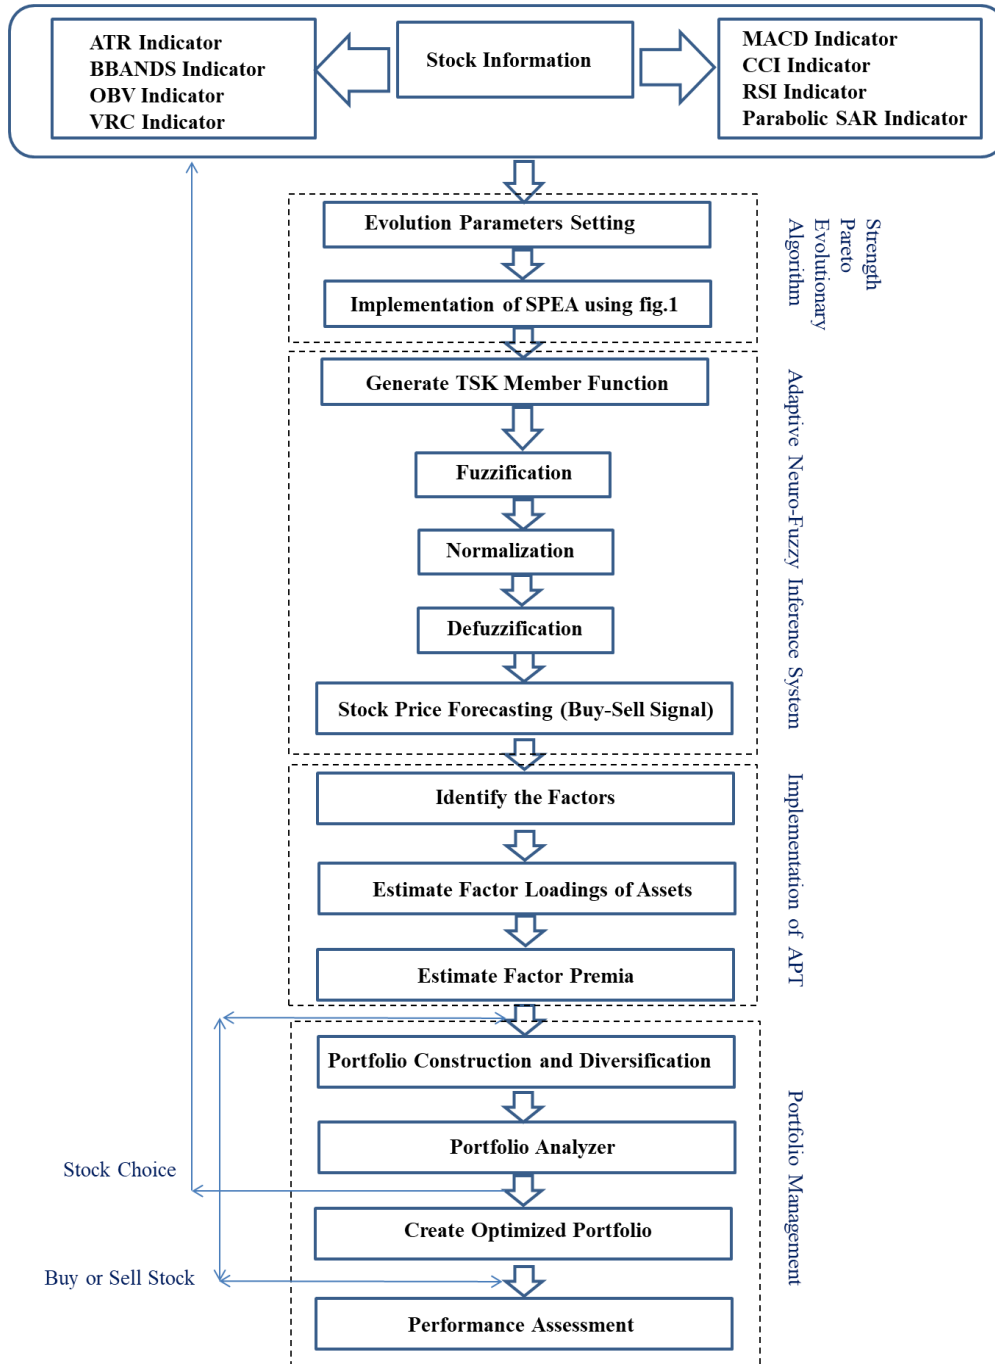 ATR Indicator
BBANDS Indicator
OBV Indicator
VRC Indicator
Stock Information
MACD Indicator
CCI Indicator
RSI Indicator
Parabolic SAR Indicator
Evolution Parameters Setting
Implementation of SPEA using fig.1
Strength
Pareto
Evolutionary
Algorithm
Generate TSK Member Function
Fuzzification
Normalization
Defuzzification
Stock Price Forecasting (Buy-Sell Signal)
Adaptive Neuro-Fuzzy Inference System
Identify the Factors
Estimate Factor Loadings of Assets
Estimate Factor Premia
Implementation of APT
Portfolio Construction and Diversification
Portfolio Analyzer
Stock Choice
Create Optimized Portfolio
Buy or Sell Stock
Performance Assessment
Portfolio Management